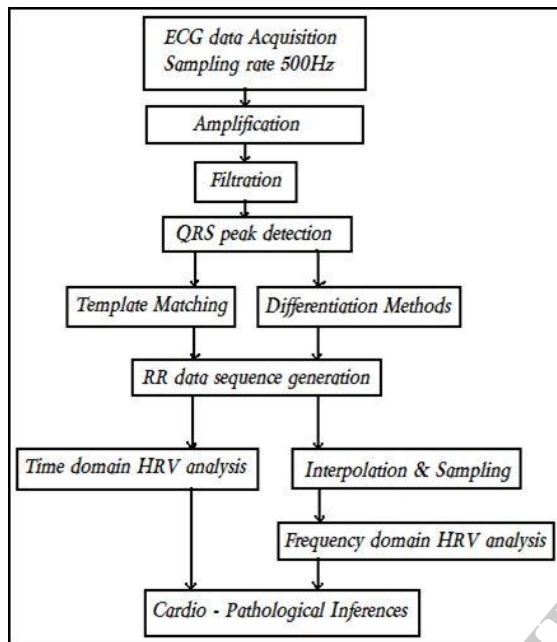 ECG data Acquisition
Sampling rate 500Hz
Amplification
Filtration
QRS peak detection
Template Matching
Differentiation Methods
RR data sequence generation
Time domain HRV analysis
Interpolation & Sampling
Frequency domain HRV analysis
Cardio - Pathological Inferences